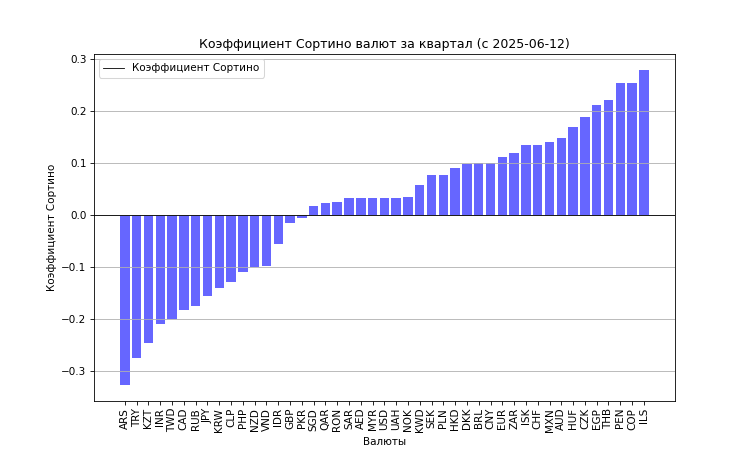 Коэффициент Сортино валют за квартал (с 2025-06-12)
Коэффициент Сортино
Коэффициент Сортино
0.3
0.2
0.1
0.0
−0.1
−0.2
−0.3
ARS TRY KZT INR TWD CAD RUB JPY KRW CLP PHP NZD VND IDR GBP PKR SGD QAR RON SAR AED MYR USD UAH NOK KWD SEK PLN HKD DKK BRL CNY EUR ZAR ISK CHF MXN AUD HUF CZK EGP THB PEN COP ILS
Валюты